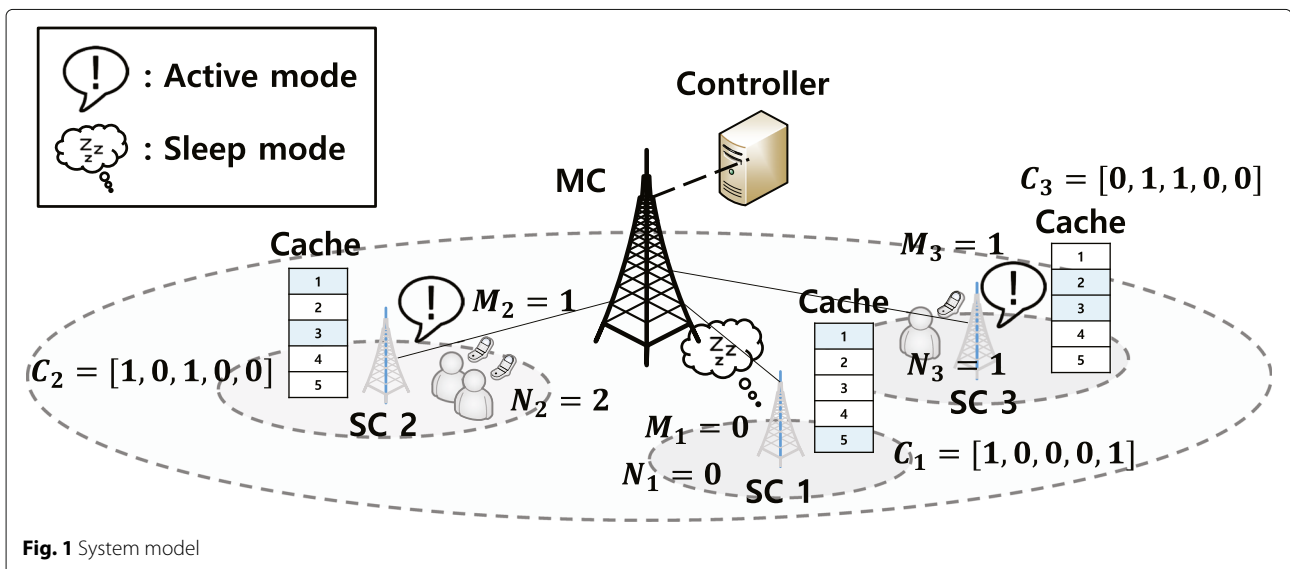 ! : Active mode
Zzz : Sleep mode
Controller
MC
C₃ = [0, 1, 1, 0, 0]
Cache
1
2
3
4
5
M₃ = 1
!
N₃ = 1
SC 3
Cache
1
2
3
4
5
!
M₂ = 1
C₂ = [1, 0, 1, 0, 0]
N₂ = 2
SC 2
Cache
1
2
3
4
5
Zzz
M₁ = 0
N₁ = 0
C₁ = [1, 0, 0, 0, 1]
SC 1
Fig. 1 System model